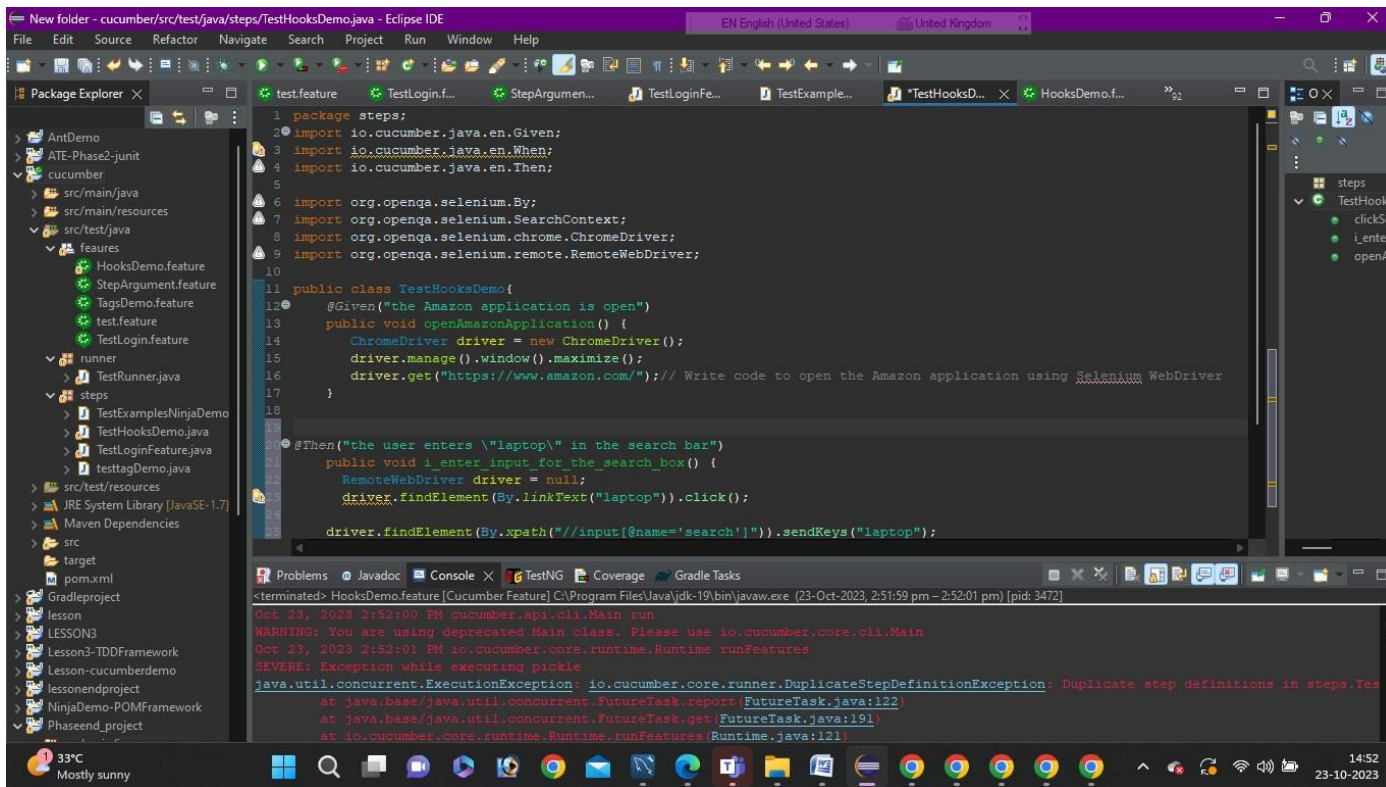 New folder - cucumber/src/test/java/steps/TestHooksDemo.java - Eclipse IDE
EN English (United States)
United Kingdom
File Edit Source Refactor Navigate Search Project Run Window Help
Package Explorer
test.feature
TestLogin.f...
StepArgumen...
TestLoginFe...
TestExample...
*TestHooksD...
HooksDemo.f...
»92
AntDemo
ATE-Phase2-junit
cucumber
src/main/java
src/main/resources
src/test/java
feaures
HooksDemo.feature
StepArgument.feature
TagsDemo.feature
test.feature
TestLogin.feature
runner
TestRunner.java
steps
TestExamplesNinjaDemo
TestHooksDemo.java
TestLoginFeature.java
testtagDemo.java
src/test/resources
JRE System Library [JavaSE-1.7]
Maven Dependencies
src
target
pom.xml
Gradleproject
lesson
LESSON3
Lesson3-TDDFramework
Lesson-cucumberdemo
lessonendproject
NinjaDemo-POMFramework
Phaseend_project
1 package steps;
2 import io.cucumber.java.en.Given;
3 import io.cucumber.java.en.When;
4 import io.cucumber.java.en.Then;
5
6 import org.openqa.selenium.By;
7 import org.openqa.selenium.SearchContext;
8 import org.openqa.selenium.chrome.ChromeDriver;
9 import org.openqa.selenium.remote.RemoteWebDriver;
10
11 public class TestHooksDemo{
12 @Given("the Amazon application is open")
13 public void openAmazonApplication() {
14 ChromeDriver driver = new ChromeDriver();
15 driver.manage().window().maximize();
16 driver.get("https://www.amazon.com/");// Write code to open the Amazon application using Selenium WebDriver
17 }
18
19
20 @Then("the user enters \"laptop\" in the search bar")
21 public void i_enter_input_for_the_search_box() {
22 RemoteWebDriver driver = null;
23 driver.findElement(By.linkText("laptop")).click();
24
25 driver.findElement(By.xpath("//input[@name='search']")).sendKeys("laptop");
steps
TestHook
clickS
i_ente
openA
Problems Javadoc Console TestNG Coverage Gradle Tasks
<terminated> HooksDemo.feature [Cucumber Feature] C:\Program Files\Java\jdk-19\bin\javaw.exe (23-Oct-2023, 2:51:59 pm – 2:52:01 pm) [pid: 3472]
Oct 23, 2023 2:52:00 PM cucumber.api.cli.Main run
WARNING: You are using deprecated Main class. Please use io.cucumber.core.cli.Main
Oct 23, 2023 2:52:01 PM io.cucumber.core.runtime.Runtime runFeatures
SEVERE: Exception while executing pickle
java.util.concurrent.ExecutionException: io.cucumber.core.runner.DuplicateStepDefinitionException: Duplicate step definitions in steps.Tes
at java.base/java.util.concurrent.FutureTask.report(FutureTask.java:122)
at java.base/java.util.concurrent.FutureTask.get(FutureTask.java:191)
at io.cucumber.core.runtime.Runtime.runFeatures(Runtime.java:121)
1
33°C
Mostly sunny
14:52
23-10-2023